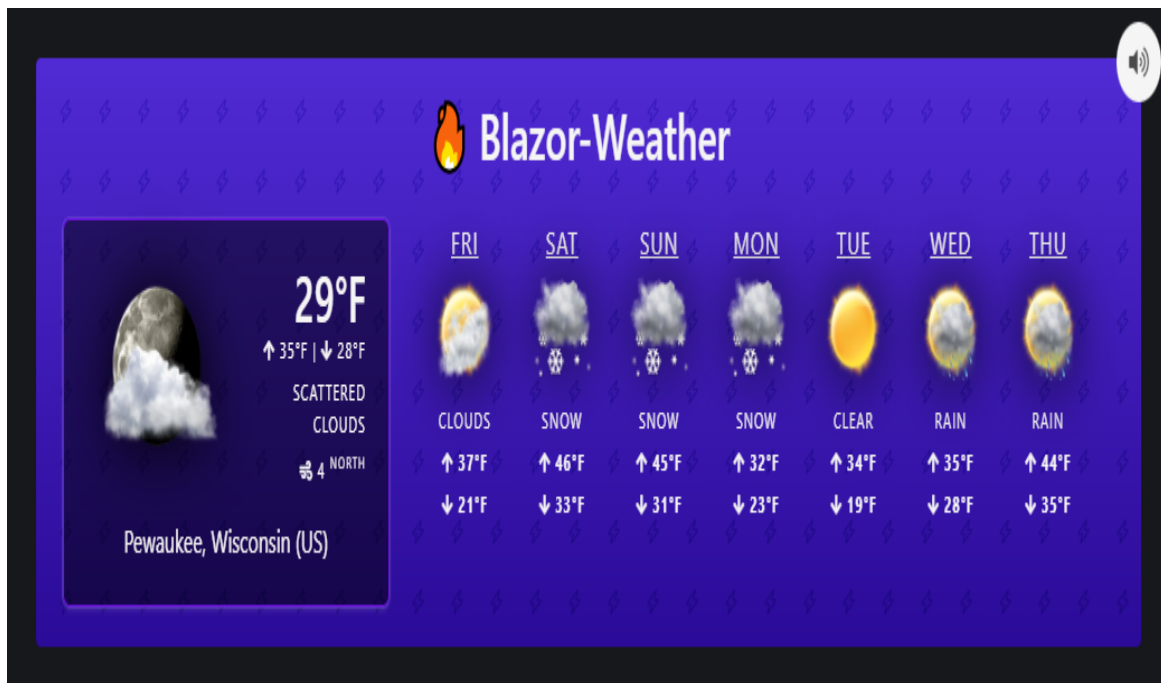 Blazor-Weather
29°F
↑ 35°F | ↓ 28°F
SCATTERED
CLOUDS
4 NORTH
Pewaukee, Wisconsin (US)
FRI SAT SUN MON TUE WED THU
CLOUDS SNOW SNOW SNOW CLEAR RAIN RAIN
↑ 37°F ↑ 46°F ↑ 45°F ↑ 32°F ↑ 34°F ↑ 35°F ↑ 44°F
↓ 21°F ↓ 33°F ↓ 31°F ↓ 23°F ↓ 19°F ↓ 28°F ↓ 35°F